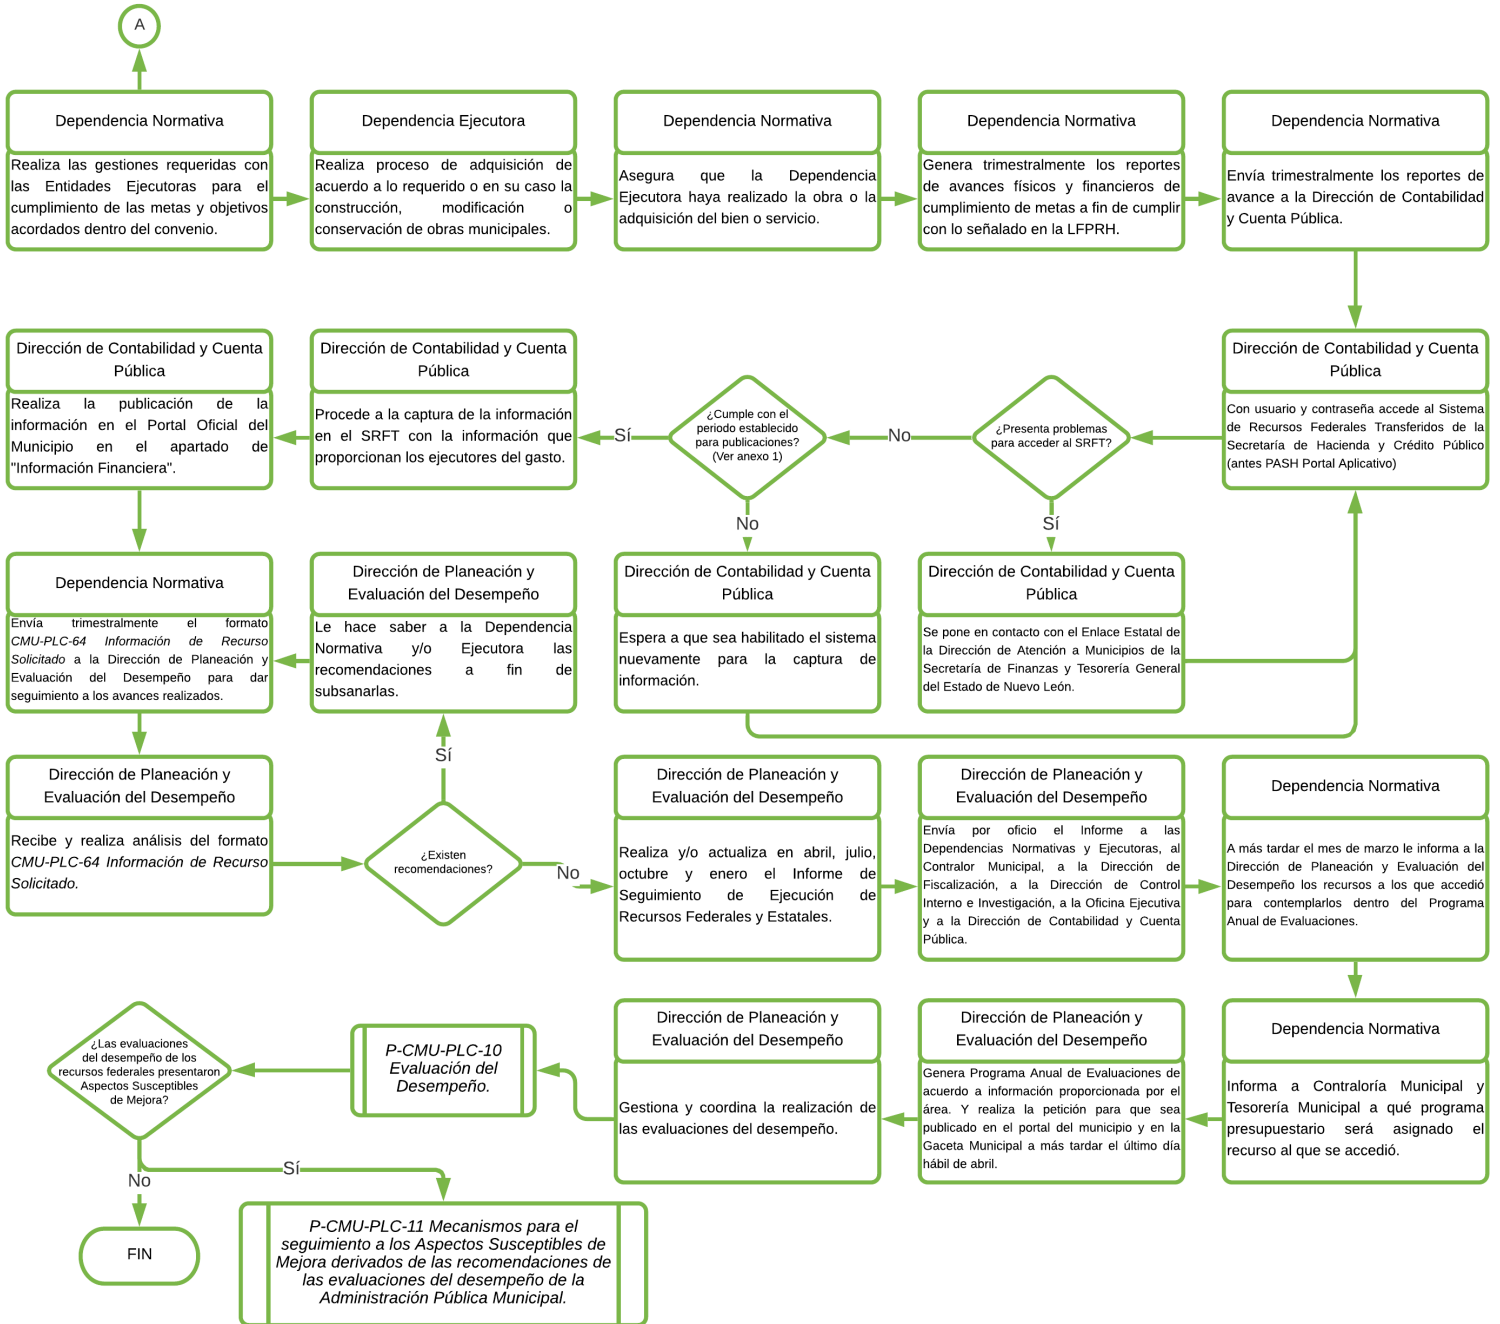 A
Dependencia Normativa
Realiza las gestiones requeridas con
las Entidades Ejecutoras para el
cumplimiento de las metas y objetivos
acordados dentro del convenio.
Dependencia Ejecutora
Realiza proceso de adquisición de
acuerdo a lo requerido o en su caso la
construcción, modificación o
conservación de obras municipales.
Dependencia Normativa
Asegura que la Dependencia
Ejecutora haya realizado la obra o la
adquisición del bien o servicio.
Dependencia Normativa
Genera trimestralmente los reportes
de avances físicos y financieros de
cumplimiento de metas a fin de cumplir
con lo señalado en la LFPRH.
Dependencia Normativa
Envía trimestralmente los reportes de
avance a la Dirección de Contabilidad
y Cuenta Pública.
Dirección de Contabilidad y Cuenta
Pública
Con usuario y contraseña accede al Sistema
de Recursos Federales Transferidos de la
Secretaría de Hacienda y Crédito Público
(antes PASH Portal Aplicativo)
¿Presenta problemas
para acceder al SRFT?
No
Sí
¿Cumple con el
periodo establecido
para publicaciones?
(Ver anexo 1)
Sí
No
Dirección de Contabilidad y Cuenta
Pública
Procede a la captura de la información
en el SRFT con la información que
proporcionan los ejecutores del gasto.
Dirección de Contabilidad y Cuenta
Pública
Realiza la publicación de la
información en el Portal Oficial del
Municipio en el apartado de
"Información Financiera".
Dependencia Normativa
Envía trimestralmente el formato
CMU-PLC-64 Información de Recurso
Solicitado a la Dirección de Planeación y
Evaluación del Desempeño para dar
seguimiento a los avances realizados.
Dirección de Planeación y
Evaluación del Desempeño
Le hace saber a la Dependencia
Normativa y/o Ejecutora las
recomendaciones a fin de
subsanarlas.
Dirección de Contabilidad y Cuenta
Pública
Espera a que sea habilitado el sistema
nuevamente para la captura de
información.
Dirección de Contabilidad y Cuenta
Pública
Se pone en contacto con el Enlace Estatal de
la Dirección de Atención a Municipios de la
Secretaría de Finanzas y Tesorería General
del Estado de Nuevo León.
Dirección de Planeación y
Evaluación del Desempeño
Recibe y realiza análisis del formato
CMU-PLC-64 Información de Recurso
Solicitado.
Sí
¿Existen
recomendaciones?
No
Dirección de Planeación y
Evaluación del Desempeño
Realiza y/o actualiza en abril, julio,
octubre y enero el Informe de
Seguimiento de Ejecución de
Recursos Federales y Estatales.
Dirección de Planeación y
Evaluación del Desempeño
Envía por oficio el Informe a las
Dependencias Normativas y Ejecutoras, al
Contralor Municipal, a la Dirección de
Fiscalización, a la Dirección de Control
Interno e Investigación, a la Oficina Ejecutiva
y a la Dirección de Contabilidad y Cuenta
Pública.
Dependencia Normativa
A más tardar el mes de marzo le informa a la
Dirección de Planeación y Evaluación del
Desempeño los recursos a los que accedió
para contemplarlos dentro del Programa
Anual de Evaluaciones.
Dependencia Normativa
Informa a Contraloría Municipal y
Tesorería Municipal a qué programa
presupuestario será asignado el
recurso al que se accedió.
Dirección de Planeación y
Evaluación del Desempeño
Genera Programa Anual de Evaluaciones de
acuerdo a información proporcionada por el
área. Y realiza la petición para que sea
publicado en el portal del municipio y en la
Gaceta Municipal a más tardar el último día
hábil de abril.
Dirección de Planeación y
Evaluación del Desempeño
Gestiona y coordina la realización de
las evaluaciones del desempeño.
P-CMU-PLC-10
Evaluación del
Desempeño.
¿Las evaluaciones
del desempeño de los
recursos federales presentaron
Aspectos Susceptibles
de Mejora?
Sí
No
FIN
P-CMU-PLC-11 Mecanismos para el
seguimiento a los Aspectos Susceptibles de
Mejora derivados de las recomendaciones de
las evaluaciones del desempeño de la
Administración Pública Municipal.